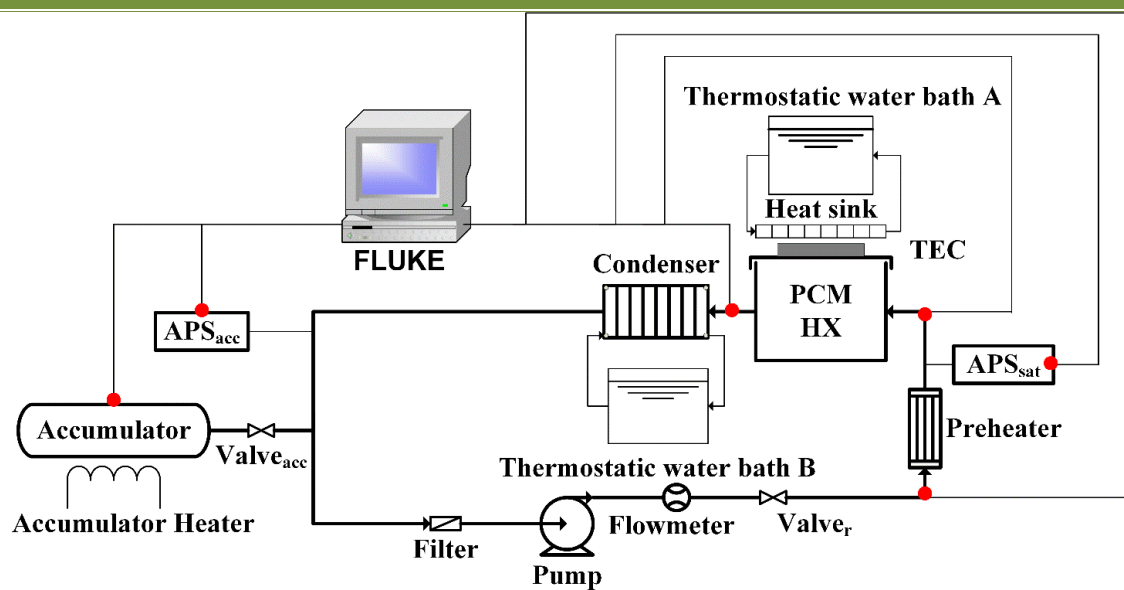 Thermostatic water bath A
Heat sink
TEC
FLUKE
Condenser
PCM
HX
APSacc
APSsat
Accumulator
Valveacc
Preheater
Thermostatic water bath B
Accumulator Heater
Flowmeter
Valver
Filter
Pump